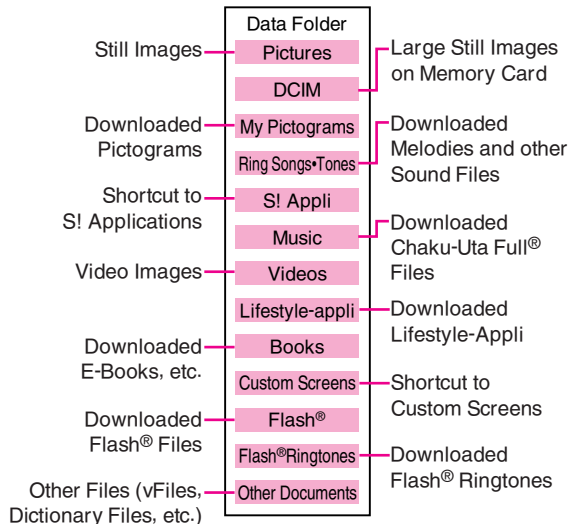 Data Folder
Still Images
Pictures
Large Still Images
on Memory Card
DCIM
Downloaded
Pictograms
My Pictograms
Downloaded
Melodies and other
Sound Files
Ring Songs•Tones
Shortcut to
S! Applications
S! Appli
Music
Downloaded
Chaku-Uta Full®
Files
Video Images
Videos
Lifestyle-appli
Downloaded
Lifestyle-Appli
Downloaded
E-Books, etc.
Books
Custom Screens
Shortcut to
Custom Screens
Downloaded
Flash® Files
Flash®
Flash®Ringtones
Downloaded
Flash® Ringtones
Other Files (vFiles,
Dictionary Files, etc.)
Other Documents